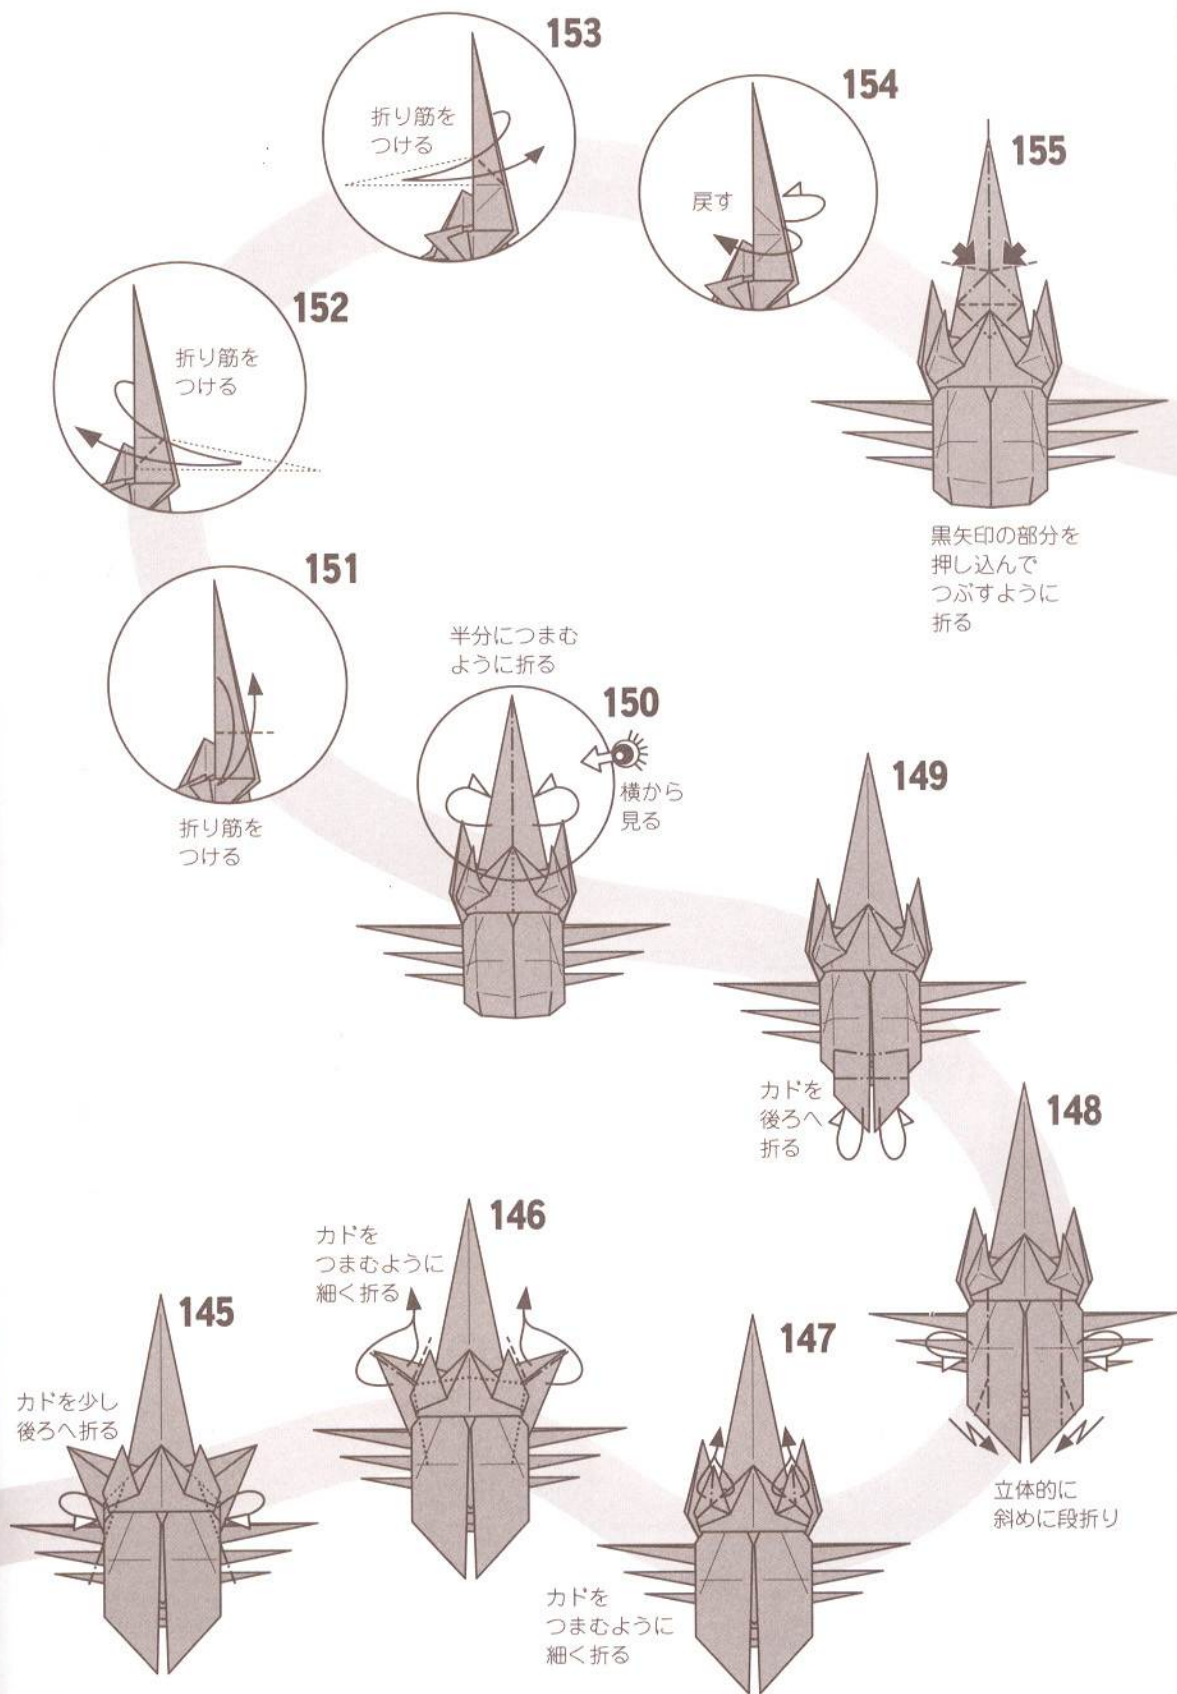 145
カドを少し
後ろへ折る
146
カドを
つまむように
細く折る
147
カドを
つまむように
細く折る
148
立体的に
斜めに段折り
149
カドを
後ろへ
折る
150
半分につまむ
ように折る
横から
見る
151
折り筋を
つける
152
折り筋を
つける
153
折り筋を
つける
154
戻す
155
黒矢印の部分を
押し込んで
つぶすように
折る